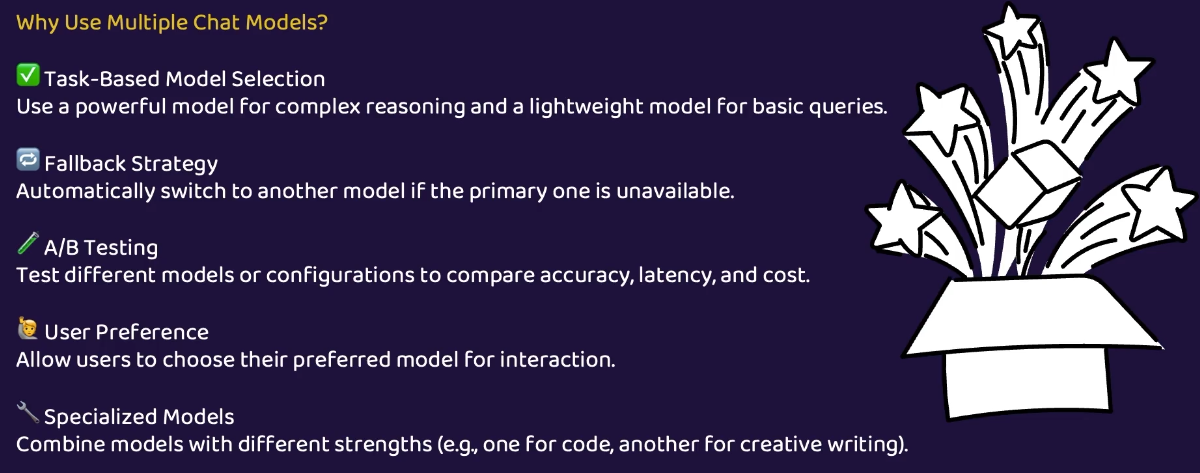 Why Use Multiple Chat Models?
✅ Task-Based Model Selection
Use a powerful model for complex reasoning and a lightweight model for basic queries.
🔁 Fallback Strategy
Automatically switch to another model if the primary one is unavailable.
🧪 A/B Testing
Test different models or configurations to compare accuracy, latency, and cost.
🙋 User Preference
Allow users to choose their preferred model for interaction.
🔧 Specialized Models
Combine models with different strengths (e.g., one for code, another for creative writing).